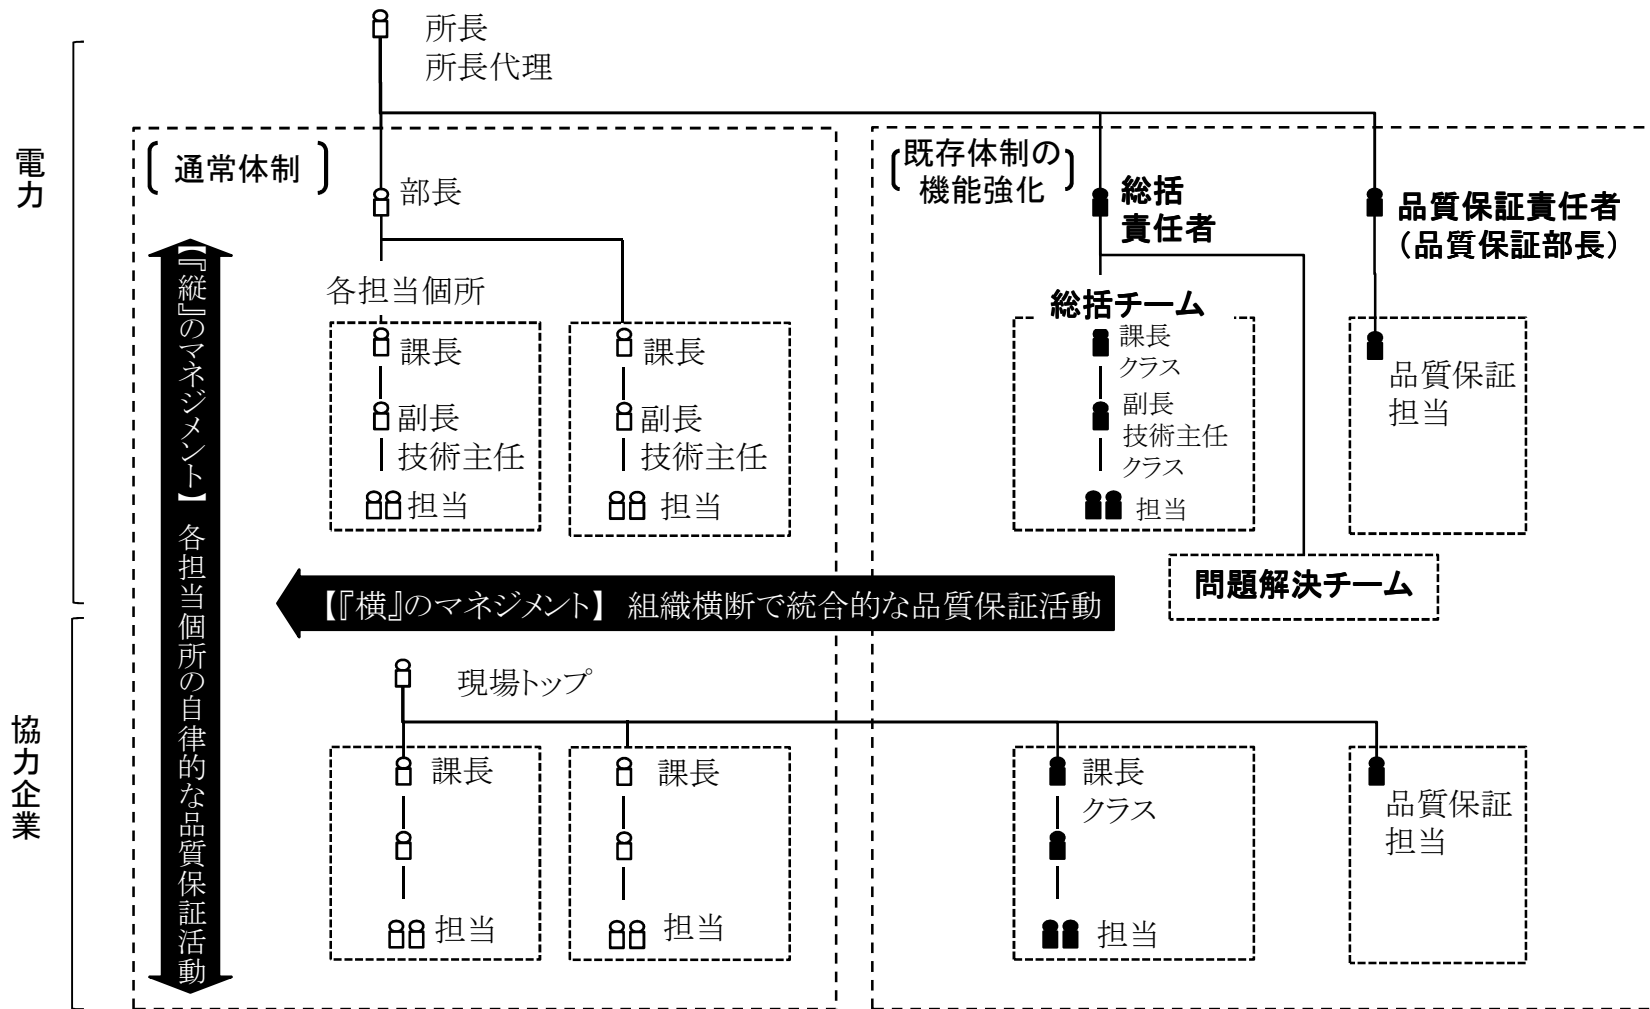 所長
所長代理
電力
通常体制
部長
各担当個所
課長
副長
技術主任
担当
課長
副長
技術主任
担当
既存体制の
機能強化
総括
責任者
品質保証責任者
（品質保証部長）
総括チーム
課長
クラス
副長
技術主任
クラス
担当
品質保証
担当
問題解決チーム
【『縦』のマネジメント】 各担当個所の自律的な品質保証活動
【『横』のマネジメント】 組織横断で統合的な品質保証活動
協力企業
現場トップ
課長
担当
課長
担当
課長
クラス
担当
品質保証
担当